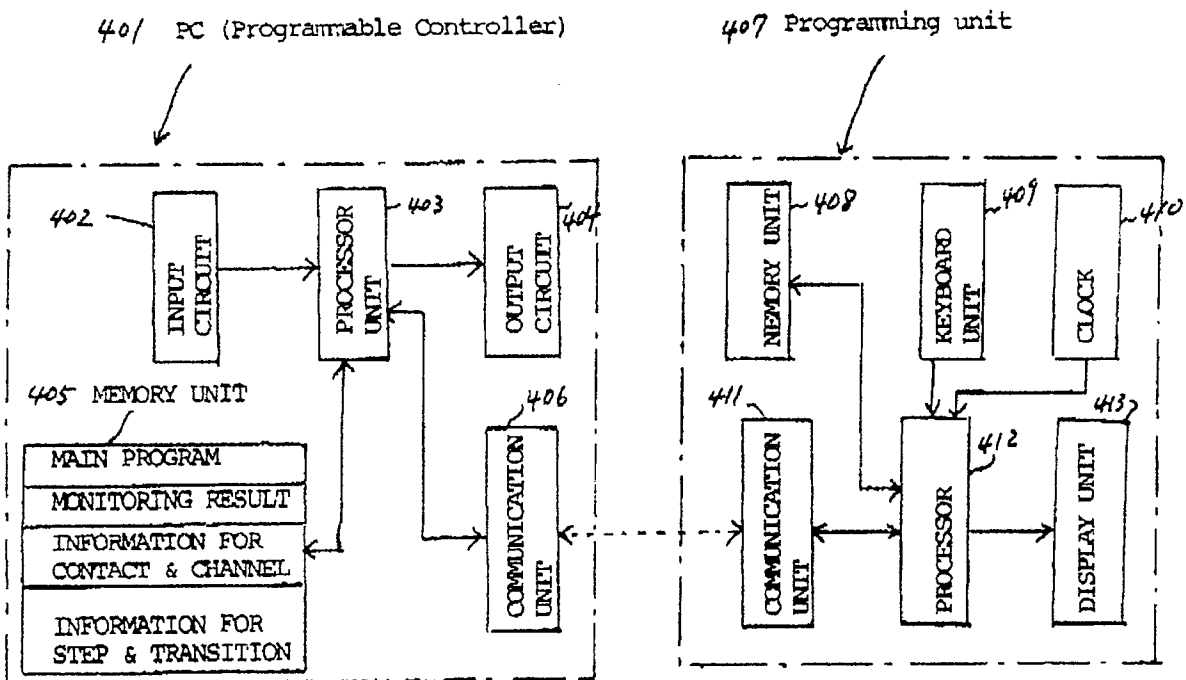 401 PC (Programmable Controller)
407 Programming unit
402
INPUT
CIRCUIT
403
PROCESSOR
UNIT
404
OUTPUT
CIRCUIT
405 MEMORY UNIT
MAIN PROGRAM
MONITORING RESULT
INFORMATION FOR
CONTACT & CHANNEL
INFORMATION FOR
STEP & TRANSITION
406
COMMUNICATION
UNIT
408
NEMORY UNIT
409
KEYBOARD
UNIT
410
CLOCK
411
COMMUNICATION
UNIT
412
PROCESSOR
413
DISPLAY UNIT